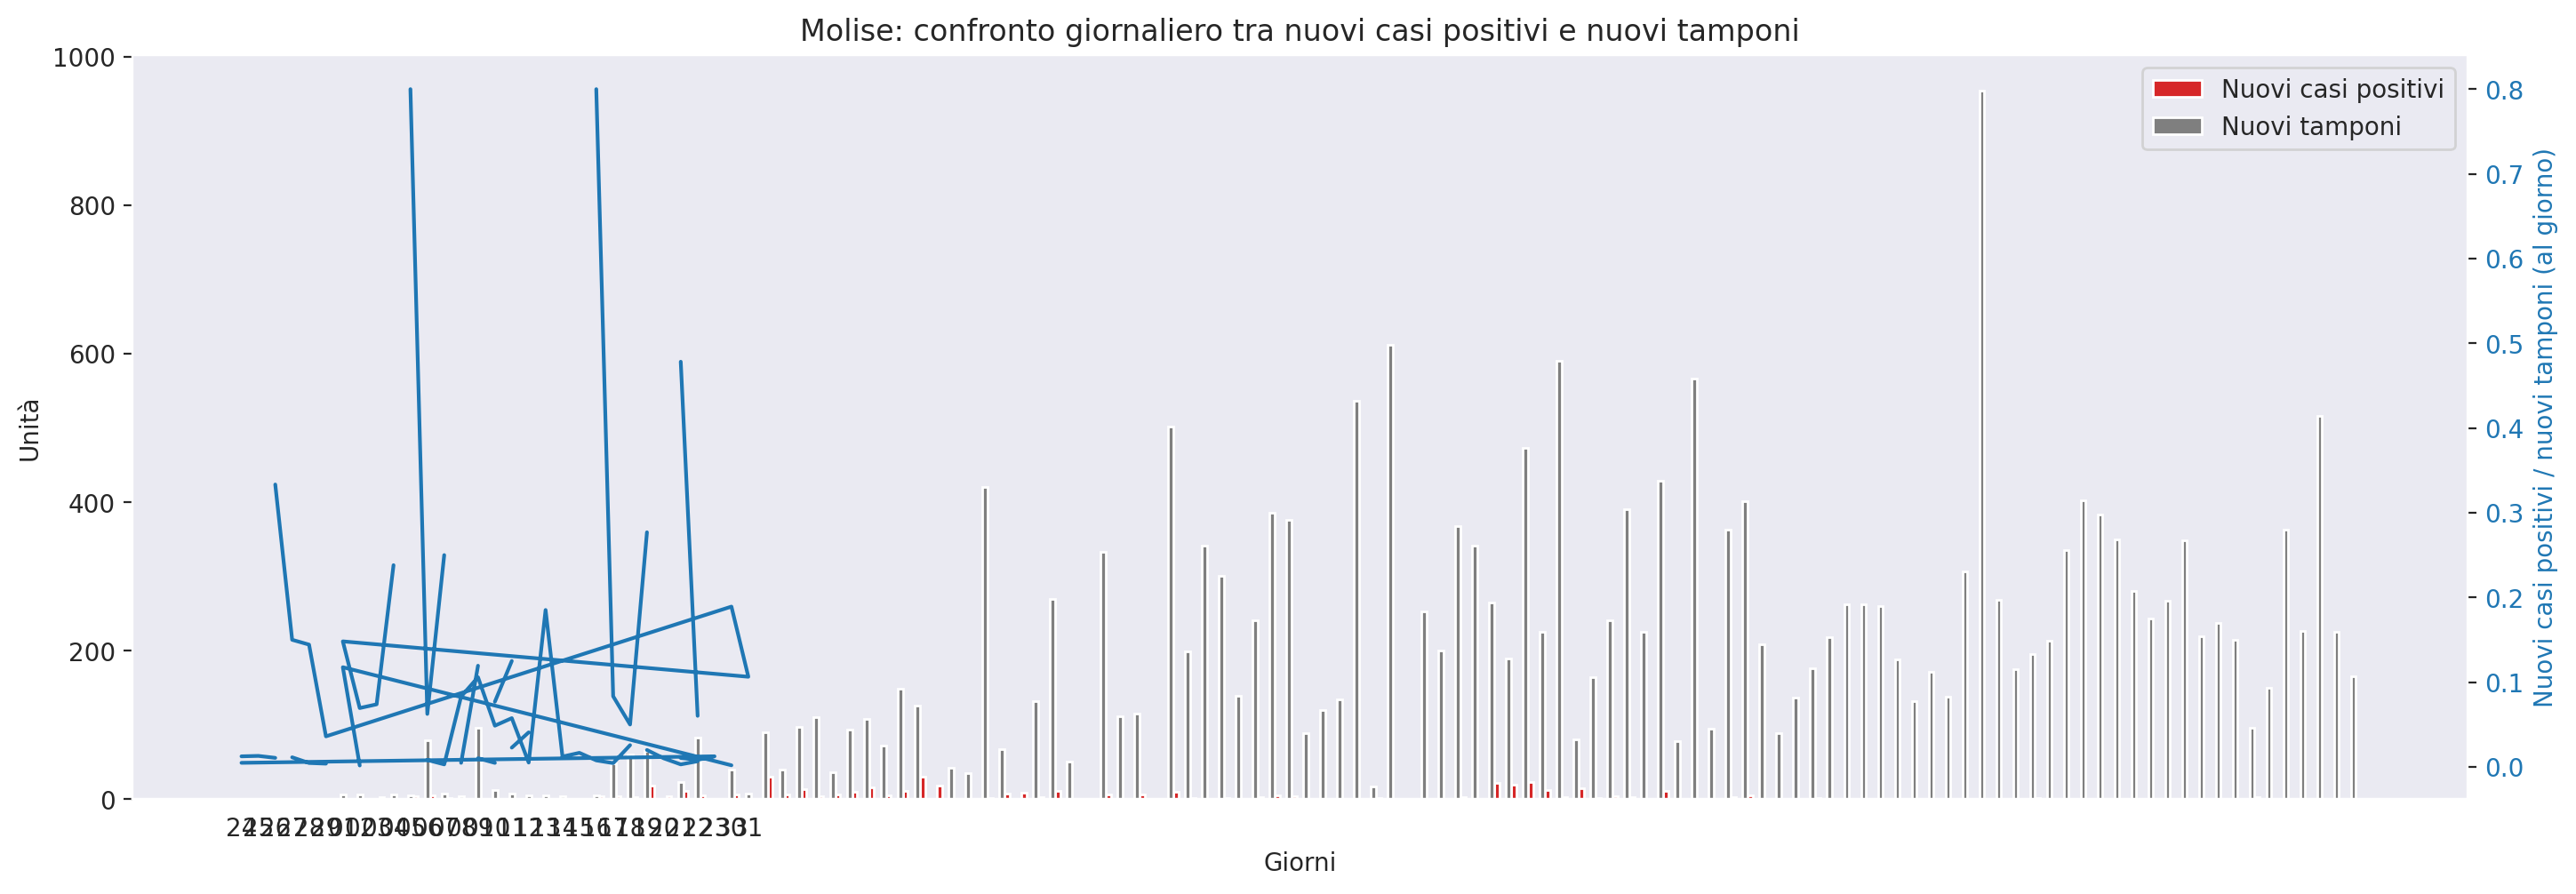 Molise: confronto giornaliero tra nuovi casi positivi e nuovi tamponi
1000
800
600
400
200
0
Unità
Nuovi casi positivi
Nuovi tamponi
0.8
0.7
0.6
0.5
0.4
0.3
0.2
0.1
0.0
Nuovi casi positivi / nuovi tamponi (al giorno)
Giorni